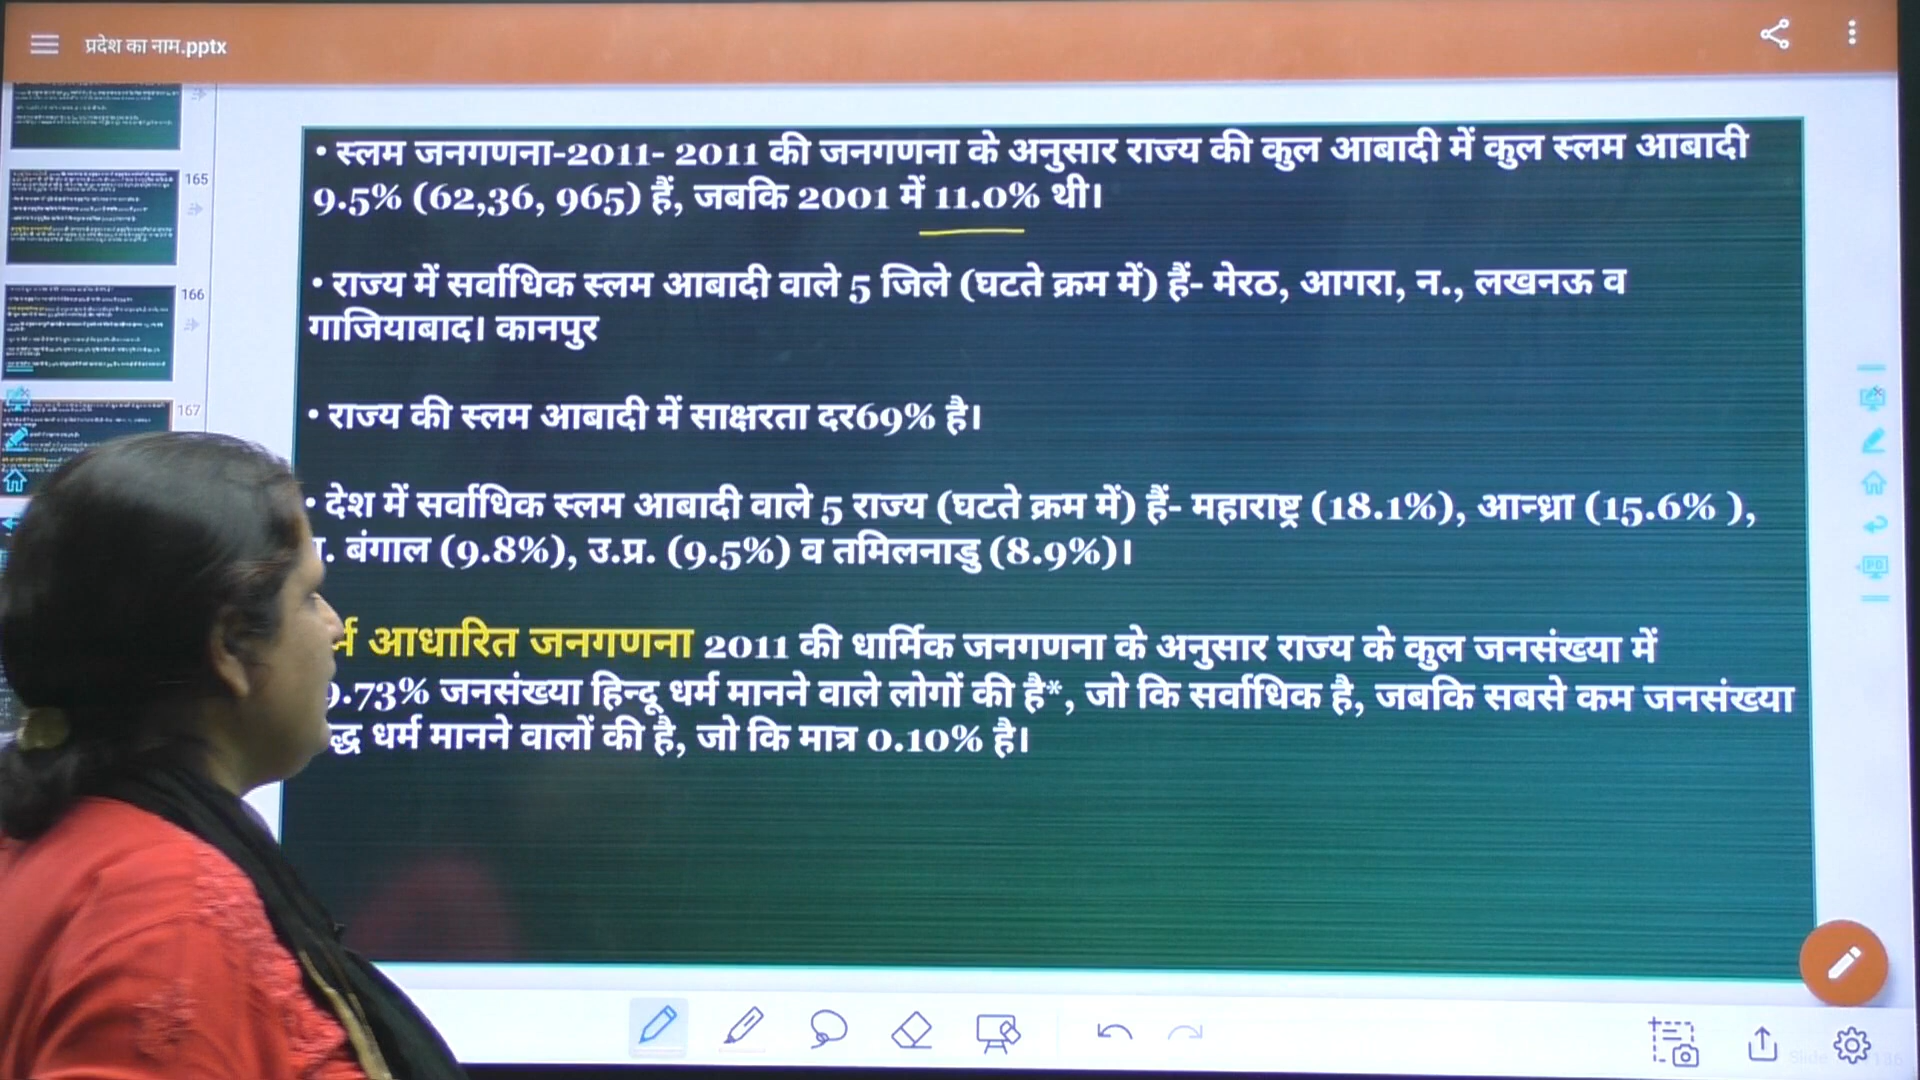 प्रदेश का नाम.pptx
165
166
167
• स्लम जनगणना-2011- 2011 की जनगणना के अनुसार राज्य की कुल आबादी में कुल स्लम आबादी
9.5% (62,36, 965) हैं, जबकि 2001 में 11.0% थी।
• राज्य में सर्वाधिक स्लम आबादी वाले 5 जिले (घटते क्रम में) हैं- मेरठ, आगरा, न., लखनऊ व
गाजियाबाद। कानपुर
• राज्य की स्लम आबादी में साक्षरता दर69% है।
• देश में सर्वाधिक स्लम आबादी वाले 5 राज्य (घटते क्रम में) हैं- महाराष्ट्र (18.1%), आन्ध्रा (15.6% ),
बंगाल (9.8%), उ.प्र. (9.5%) व तमिलनाडु (8.9%)।
आधारित जनगणना 2011 की धार्मिक जनगणना के अनुसार राज्य के कुल जनसंख्या में
.73% जनसंख्या हिन्दू धर्म मानने वाले लोगों की है*, जो कि सर्वाधिक है, जबकि सबसे कम जनसंख्या
धर्म मानने वालों की है, जो कि मात्र 0.10% है।